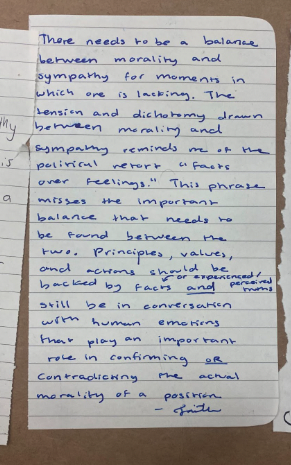 There needs to be a balance
between morality and
sympathy for moments in
which one is lacking. The
tension and dichotomy drawn
between morality and
sympathy reminds me of the
political retort "Facts
over Feelings." This phrase
misses the important
balance that needs to
be found between the
two. Principles, values,
and actions should be
or experienced/
backed by facts and perceived
truths
still be in conversation
with human emotions
that play an important
role in confirming OR
contradicting the actual
morality of a position
hy
is
a